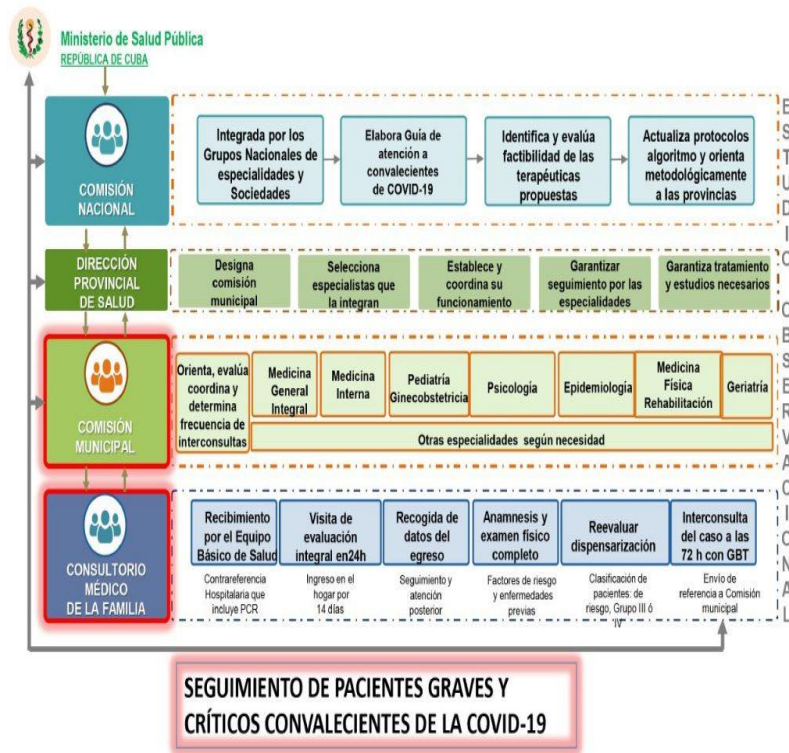 Ministerio de Salud Pública
REPÚBLICA DE CUBA
COMISIÓN
NACIONAL
Integrada por los
Grupos Nacionales de
especialidades y
Sociedades
Elabora Guía de
atención a
convalecientes
de COVID-19
Identifica y evalúa
factibilidad de las
terapéuticas
propuestas
Actualiza protocolos
algoritmo y orienta
metodológicamente
a las provincias
DIRECCIÓN
PROVINCIAL
DE SALUD
Designa
comisión
municipal
Selecciona
especialistas que
la integran
Establece y
coordina su
funcionamiento
Garantizar
seguimiento por las
especialidades
Garantiza tratamiento
y estudios necesarios
COMISIÓN
MUNICIPAL
Orienta, evalúa
coordina y
determina
frecuencia de
interconsultas
Medicina
General
Integral
Medicina
Interna
Pediatría
Ginecobstetricia
Psicología
Epidemiología
Medicina
Física
Rehabilitación
Geriatría
Otras especialidades según necesidad
CONSULTORIO
MÉDICO
DE LA FAMILIA
Recibimiento
por el Equipo
Básico de Salud
Visita de
evaluación
integral en24h
Recogida de
datos del
egreso
Anamnesis y
examen físico
completo
Reevaluar
dispensarización
Interconsulta
del caso a las
72 h con GBT
Contrareferencia
Hospitalaria que
incluye PCR
Ingreso en el
hogar por
14 días
Seguimiento y
atención
posterior
Factores de riesgo
y enfermedades
previas
Clasificación de
pacientes: de
riesgo, Grupo III ó
IV
Envío de
referencia a Comisión
municipal
ESTUDIO OBSERVACIONAL
SEGUIMIENTO DE PACIENTES GRAVES Y
CRÍTICOS CONVALECIENTES DE LA COVID-19